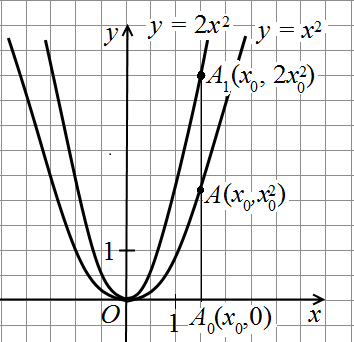 y y = 2x²
y = x²
A₁(x₀, 2x₀²)
A(x₀,x₀²)
1
O 1 A₀(x₀,0) x